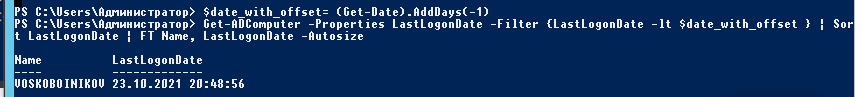 PS C:\Users\Администратор> $date_with_offset= (Get-Date).AddDays(-1)
PS C:\Users\Администратор> Get-ADComputer -Properties LastLogonDate -Filter {LastLogonDate -lt $date_with_offset } | Sor
t LastLogonDate | FT Name, LastLogonDate -Autosize
Name LastLogonDate
---- -------------
VOSKOBOINIKOV 23.10.2021 20:48:56